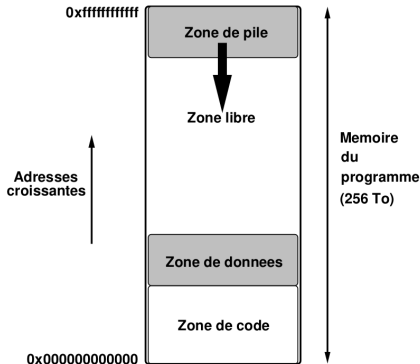 0xffffffffffff
Zone de pile
Zone libre
Adresses
croissantes
Memoire
du
programme
(256 To)
Zone de donnees
Zone de code
0x000000000000